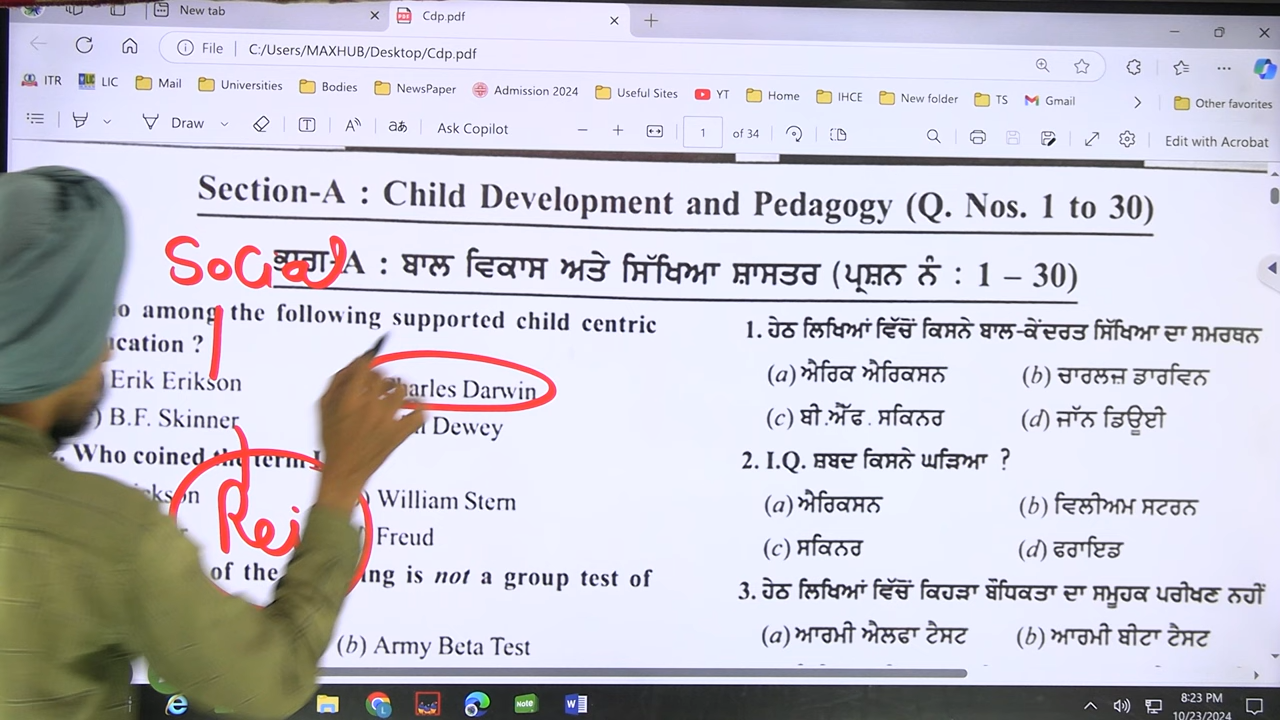 New tab
Cdp.pdf
File C:/Users/MAXHUB/Desktop/Cdp.pdf
ITR LIC Mail Universities Bodies NewsPaper Admission 2024 Useful Sites YT Home IHCE New folder TS Gmail Other favorites
Draw Ask Copilot 1 of 34 Edit with Acrobat
Section-A : Child Development and Pedagogy (Q. Nos. 1 to 30)
Social
ਭਾਗ-A : ਬਾਲ ਵਿਕਾਸ ਅਤੇ ਸਿੱਖਿਆ ਸ਼ਾਸਤਰ (ਪ੍ਰਸ਼ਨ ਨੰ : 1 – 30)
among the following supported child centric
?
Erik Erikson Charles Darwin
) B.F. Skinner Dewey
Who coined the term
William Stern
Rei Freud
of the ing is not a group test of
(b) Army Beta Test
1. ਹੇਠ ਲਿਖਿਆਂ ਵਿੱਚੋਂ ਕਿਸਨੇ ਬਾਲ-ਕੇਂਦਰਤ ਸਿੱਖਿਆ ਦਾ ਸਮਰਥਨ
(a) ਐਰਿਕ ਐਰਿਕਸਨ (b) ਚਾਰਲਜ਼ ਡਾਰਵਿਨ
(c) ਬੀ.ਐੱਫ. ਸਕਿਨਰ (d) ਜਾੱਨ ਡਿਊਈ
2. I.Q. ਸ਼ਬਦ ਕਿਸਨੇ ਘੜਿਆ ?
(a) ਐਰਿਕਸਨ (b) ਵਿਲੀਅਮ ਸਟਰਨ
(c) ਸਕਿਨਰ (d) ਫਰਾਇਡ
3. ਹੇਠ ਲਿਖਿਆਂ ਵਿੱਚੋਂ ਕਿਹੜਾ ਬੌਧਿਕਤਾ ਦਾ ਸਮੂਹਕ ਪਰੀਖਣ ਨਹੀਂ
(a) ਆਰਮੀ ਐਲਫਾ ਟੈਸਟ (b) ਆਰਮੀ ਬੀਟਾ ਟੈਸਟ
Note
8:23 PM
10/23/2024